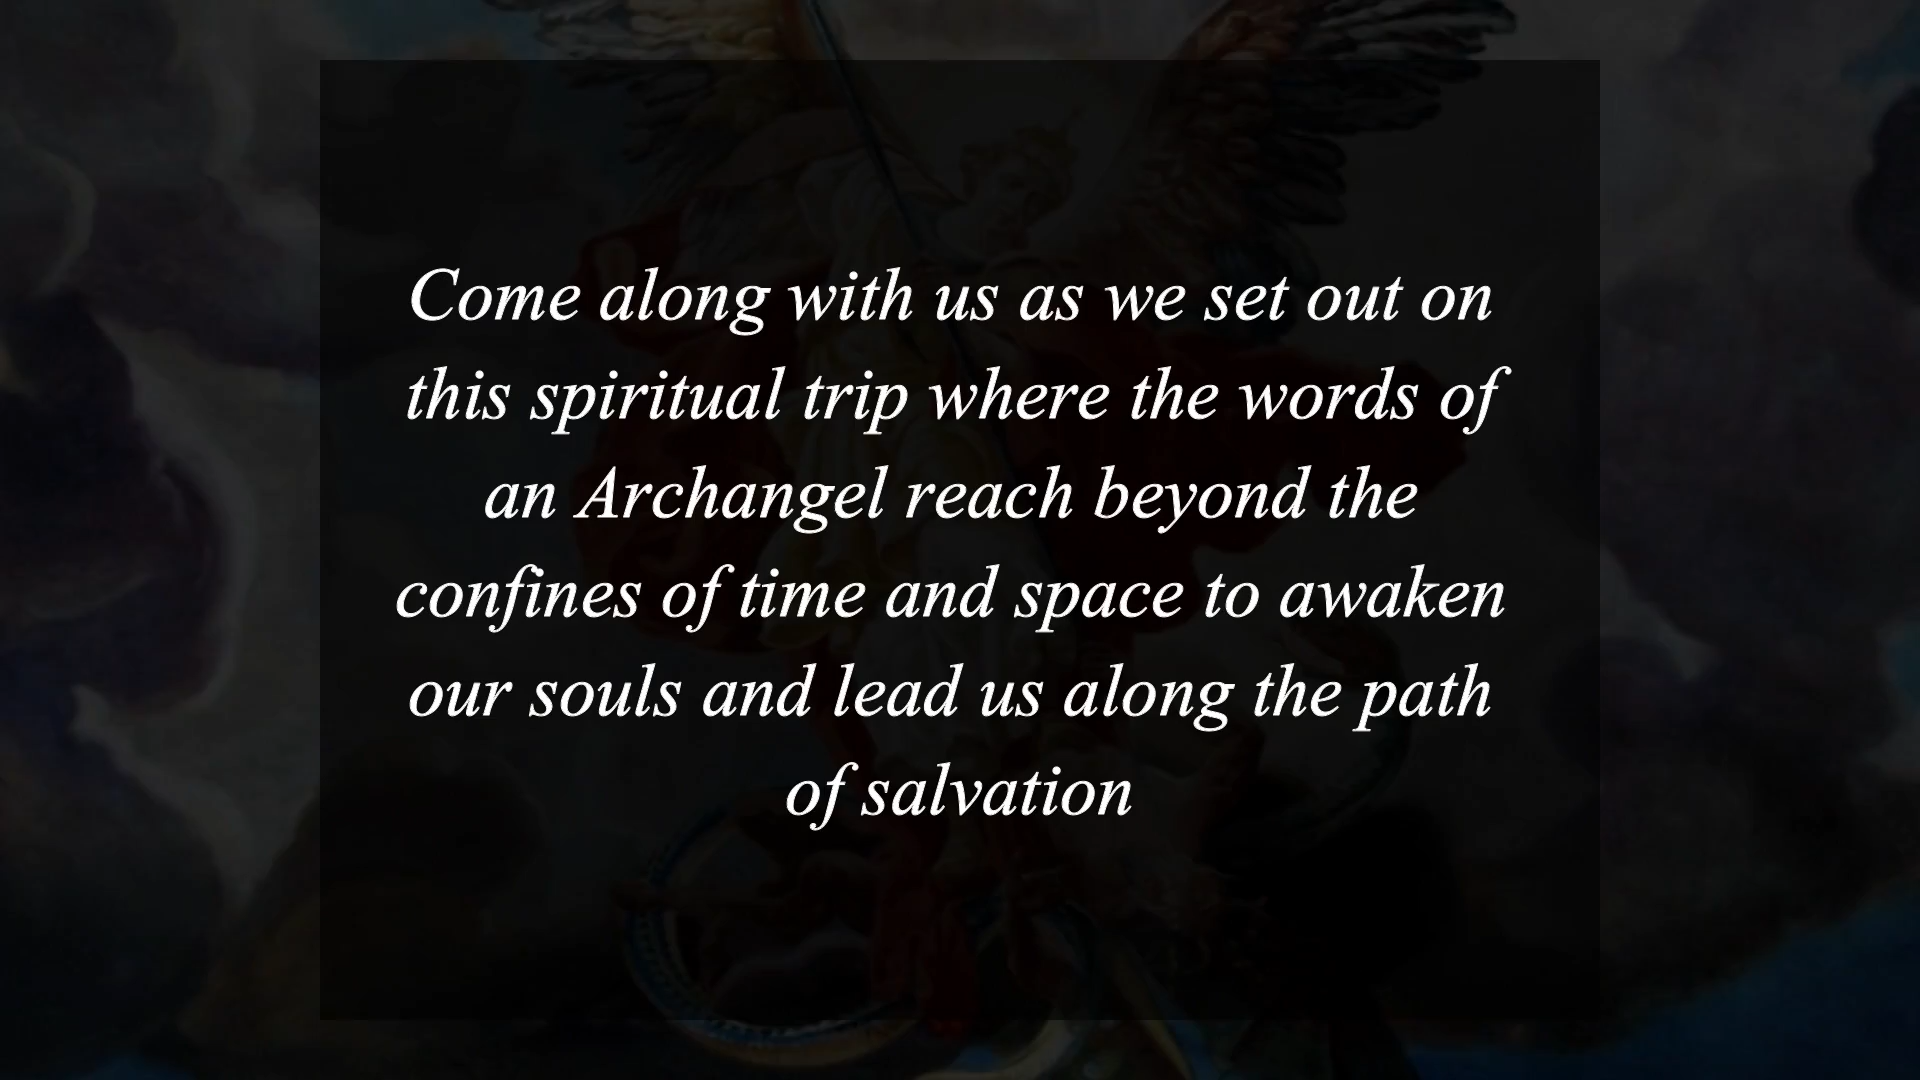 Come along with us as we set out on
this spiritual trip where the words of
an Archangel reach beyond the
confines of time and space to awaken
our souls and lead us along the path
of salvation